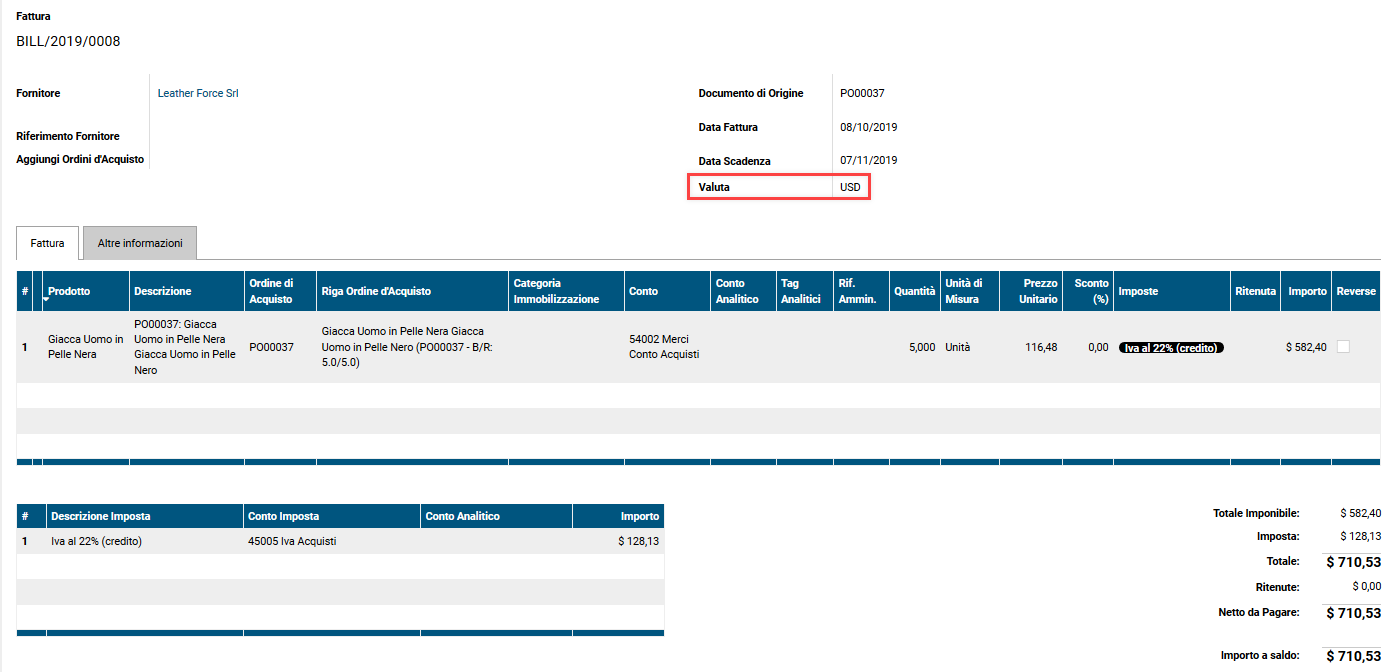 Fattura
BILL/2019/0008
Fornitore Leather Force Srl
Riferimento Fornitore
Aggiungi Ordini d'Acquisto
Documento di Origine PO00037
Data Fattura 08/10/2019
Data Scadenza 07/11/2019
Valuta USD
Fattura Altre informazioni
# Prodotto Descrizione Ordine di Acquisto Riga Ordine d'Acquisto Categoria Immobilizzazione Conto Conto Analitico Tag Analitici Rif. Ammin. Quantità Unità di Misura Prezzo Unitario Sconto (%) Imposte Ritenuta Importo Reverse
1 Giacca Uomo in Pelle Nera PO00037: Giacca Uomo in Pelle Nera Giacca Uomo in Pelle Nero PO00037 Giacca Uomo in Pelle Nera Giacca Uomo in Pelle Nero (PO00037 - B/R: 5.0/5.0) 54002 Merci Conto Acquisti 5,000 Unità 116,48 0,00 Iva al 22% (credito) $ 582,40
# Descrizione Imposta Conto Imposta Conto Analitico Importo
1 Iva al 22% (credito) 45005 Iva Acquisti $ 128,13
Totale Imponibile: $ 582,40
Imposta: $ 128,13
Totale: $ 710,53
Ritenute: $ 0,00
Netto da Pagare: $ 710,53
Importo a saldo: $ 710,53